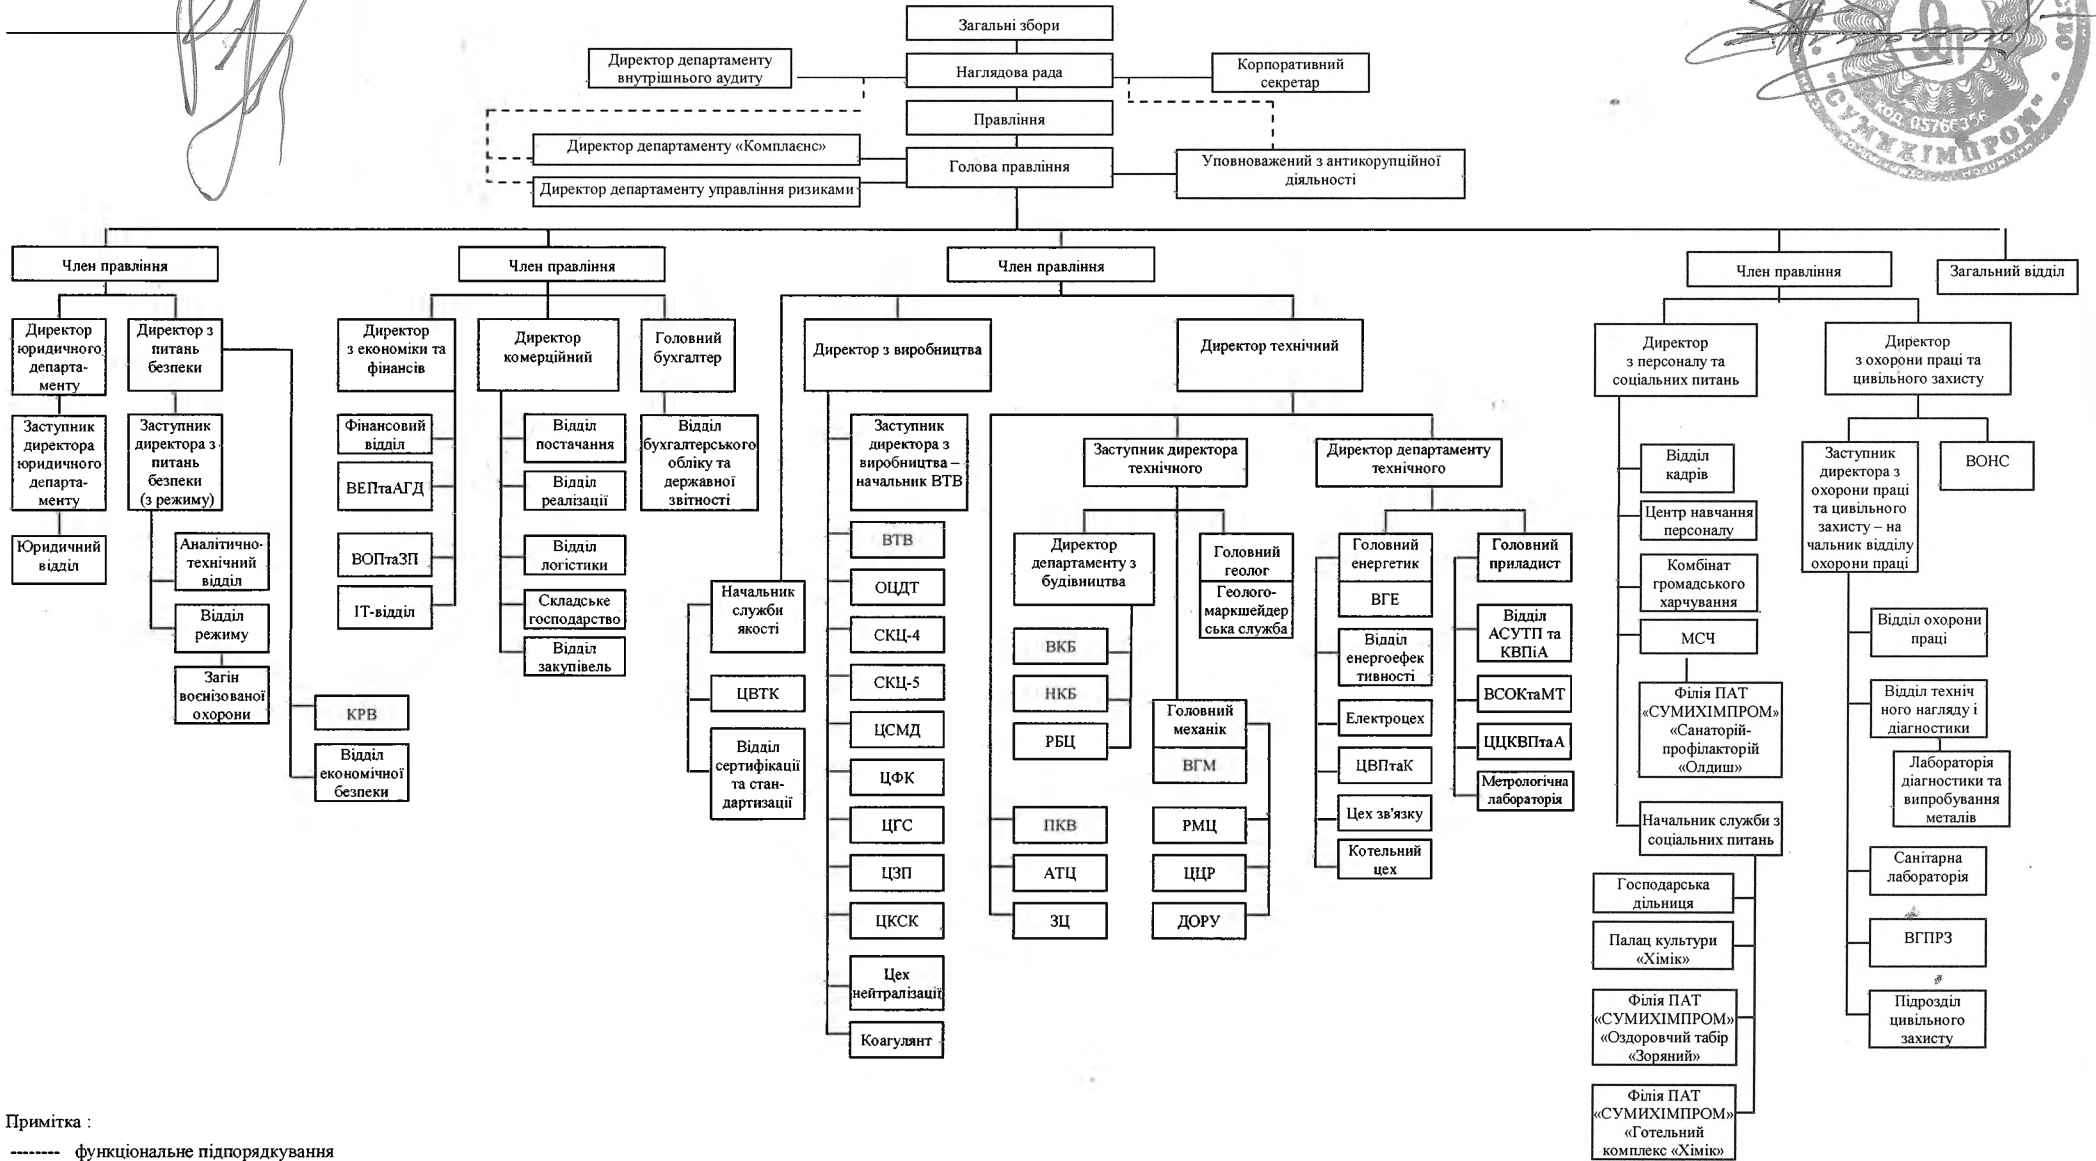 Загальні збори
Директор департаменту
внутрішнього аудиту
Наглядова рада
Корпоративний
секретар
Правління
Директор департаменту «Комплаєнс»
Голова правління
Директор департаменту управління ризиками
Уповноважений з антикорупційної
діяльності
КОД 05766356
"СУМИХІМПРОМ"
Член правління
Член правління
Член правління
Член правління
Загальний відділ
Директор
юридичного
департа-
менту
Директор з
питань
безпеки
Заступник
директора
юридичного
департа-
менту
Заступник
директора з
питань
безпеки
(з режиму)
Юридичний
відділ
Аналітично-
технічний
відділ
Відділ
режиму
Загін
воєнізованої
охорони
КРВ
Відділ
економічної
безпеки
Директор
з економіки та
фінансів
Директор
комерційний
Головний
бухгалтер
Фінансовий
відділ
ВЕПтаАГД
ВОПтаЗП
ІТ-відділ
Відділ
постачання
Відділ
реалізації
Відділ
логістики
Складське
господарство
Відділ
закупівель
Відділ
бухгалтерського
обліку та
державної
звітності
Директор з виробництва
Директор технічний
Начальник
служби
якості
ЦВТК
Відділ
сертифікації
та стан-
дартизації
Заступник
директора з
виробництва –
начальник ВТВ
ВТВ
ОЦДТ
СКЦ-4
СКЦ-5
ЦСМД
ЦФК
ЦГС
ЦЗП
ЦКСК
Цех
нейтралізації
Коагулянт
Заступник директора
технічного
Директор департаменту
технічного
Директор
департаменту з
будівництва
Головний
геолог
Геолого-
маркшейдер
ська служба
ВКБ
НКБ
РБЦ
ПКВ
АТЦ
ЗЦ
Головний
механік
ВГМ
РМЦ
ЦЦР
ДОРУ
Головний
енергетик
ВГЕ
Відділ
енергоефек
тивності
Електроцех
ЦВПтаК
Цех зв'язку
Котельний
цех
Головний
приладист
Відділ
АСУТП та
КВПіА
ВСОКтаМТ
ЦЦКВПтаА
Метрологічна
лабораторія
Директор
з персоналу та
соціальних питань
Директор
з охорони праці та
цивільного захисту
Відділ
кадрів
Центр навчання
персоналу
Комбінат
громадського
харчування
МСЧ
Філія ПАТ
«СУМИХІМПРОМ»
«Санаторій-
профілакторій
«Олдиш»
Начальник служби з
соціальних питань
Господарська
дільниця
Палац культури
«Хімік»
Філія ПАТ
«СУМИХІМПРОМ»
«Оздоровчий табір
«Зоряний»
Філія ПАТ
«СУМИХІМПРОМ»
«Готельний
комплекс «Хімік»
Заступник
директора з
охорони праці
та цивільного
захисту – на
чальник відділу
охорони праці
ВОНС
Відділ охорони
праці
Відділ техніч
ного нагляду і
діагностики
Лабораторія
діагностики та
випробування
металів
Санітарна
лабораторія
ВГПРЗ
Підрозділ
цивільного
захисту
Примітка :
-------- функціональне підпорядкування